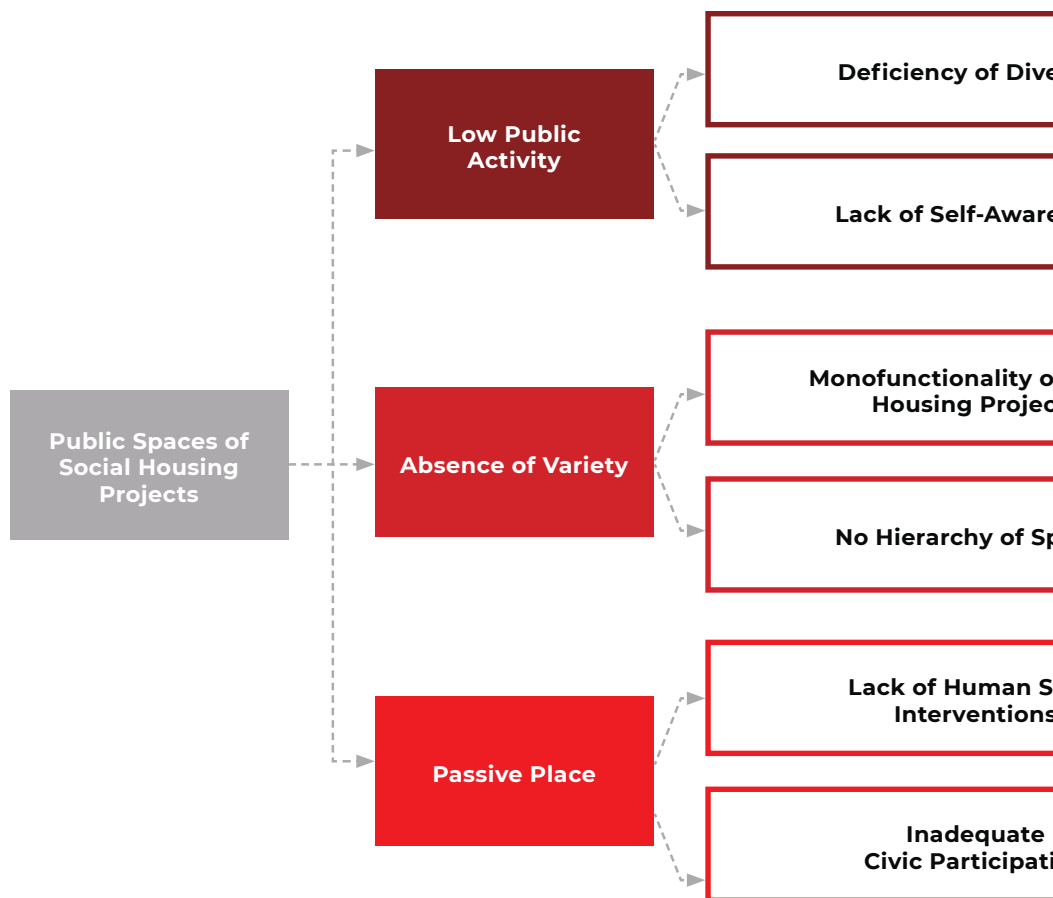 Public Spaces of
Social Housing
Projects
Low Public
Activity
Deficiency of Dive
Lack of Self-Aware
Absence of Variety
Monofunctionality o
Housing Projec
No Hierarchy of Sp
Passive Place
Lack of Human S
Interventions
Inadequate
Civic Participati